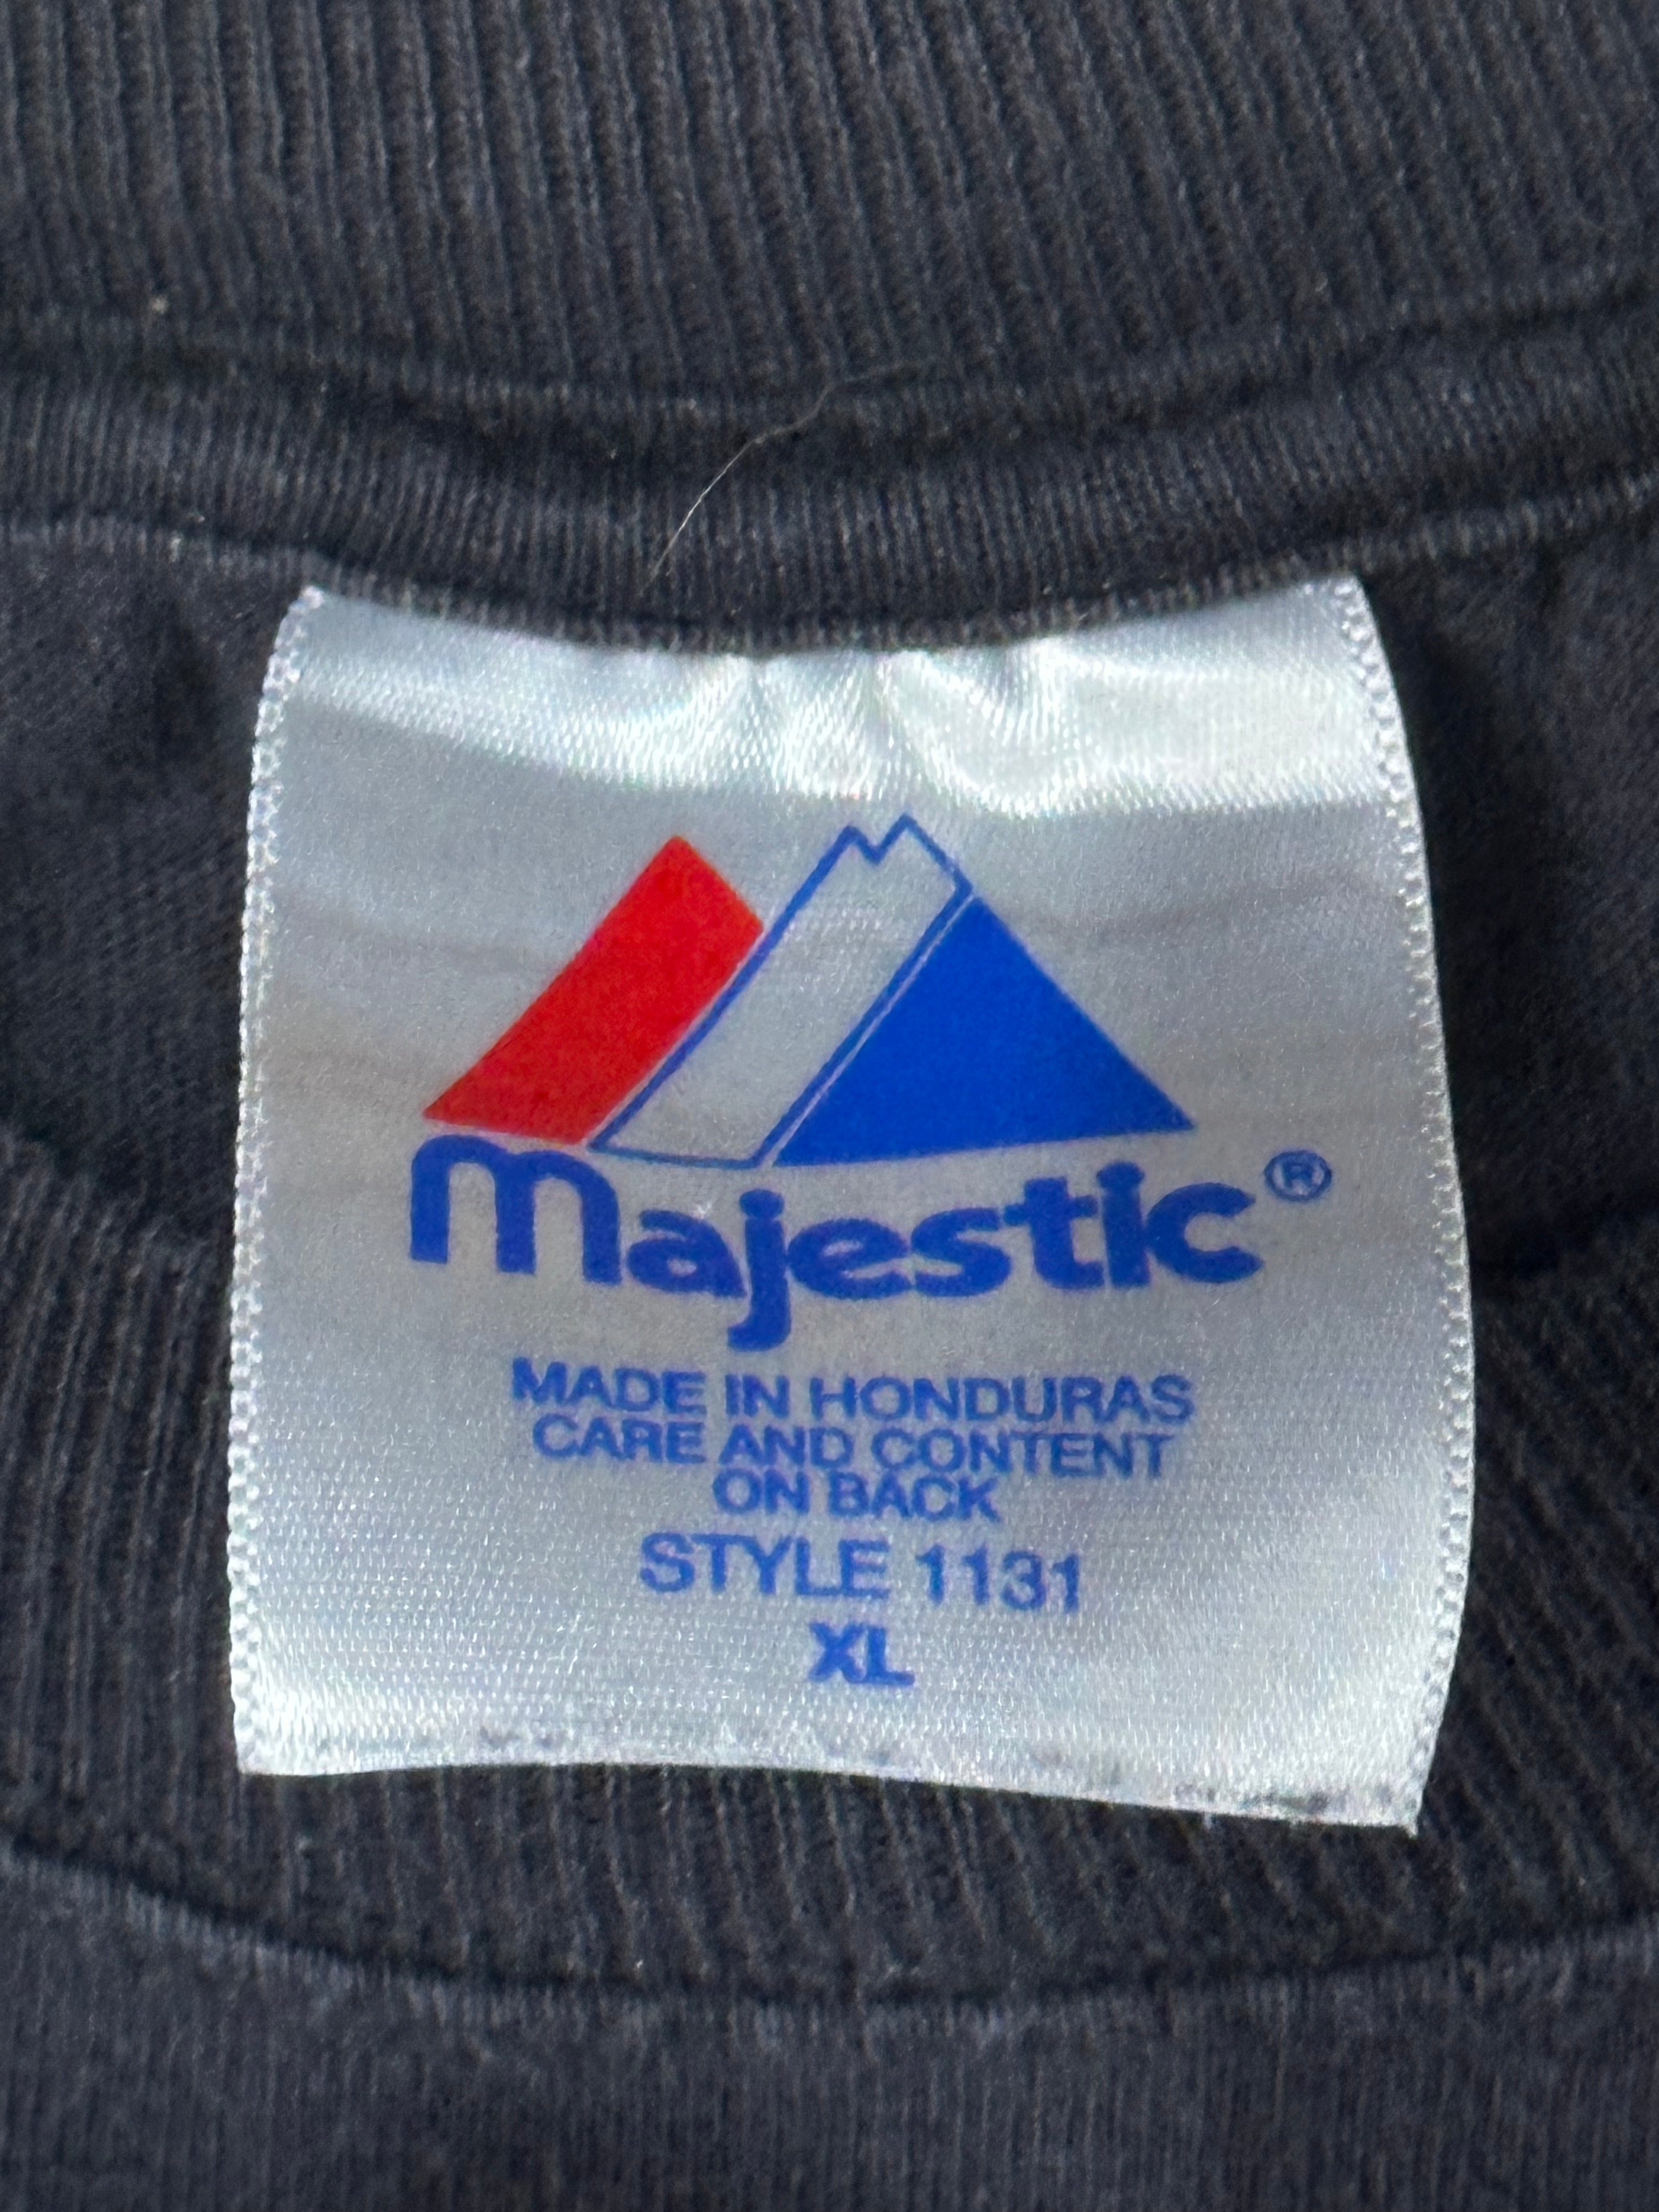 majestic®
MADE IN HONDURAS
CARE AND CONTENT
ON BACK
STYLE 1131
XL